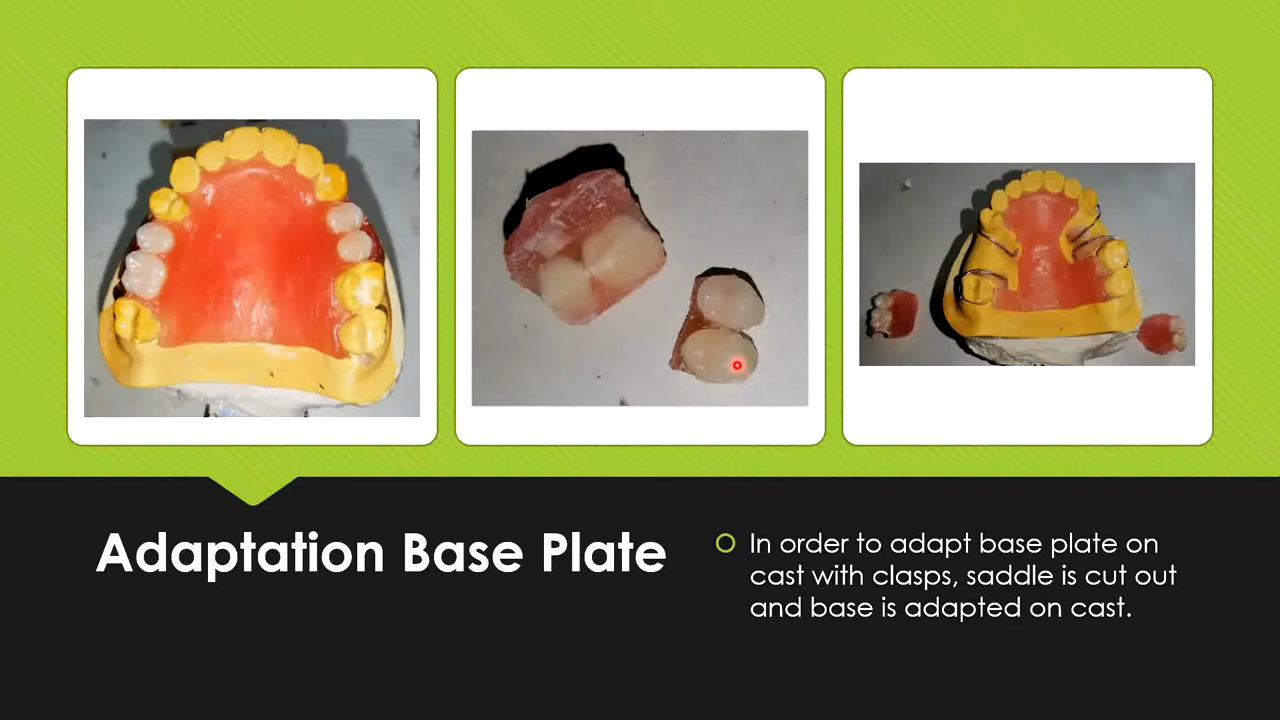 Adaptation Base Plate
In order to adapt base plate on
cast with clasps, saddle is cut out
and base is adapted on cast.